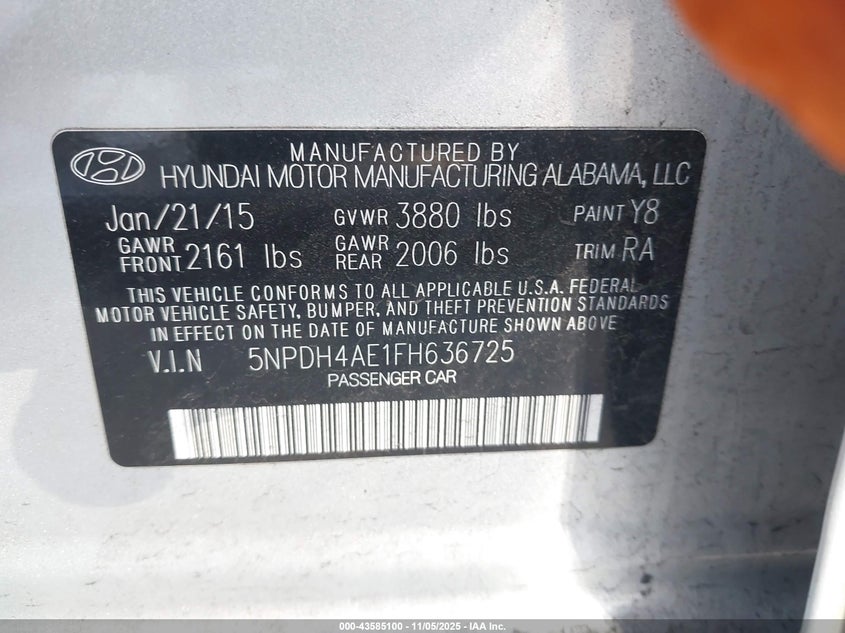 MANUFACTURED BY
HYUNDAI MOTOR MANUFACTURING ALABAMA, LLC
Jan/21/15 GVWR 3880 lbs PAINT Y8
GAWR FRONT 2161 lbs GAWR REAR 2006 lbs TRIM RA
THIS VEHICLE CONFORMS TO ALL APPLICABLE U.S.A. FEDERAL
MOTOR VEHICLE SAFETY, BUMPER, AND THEFT PREVENTION STANDARDS
IN EFFECT ON THE DATE OF MANUFACTURE SHOWN ABOVE.
V.I.N 5NPDH4AE1FH636725
PASSENGER CAR
000-43585100 - 11/05/2025 - IAA Inc.